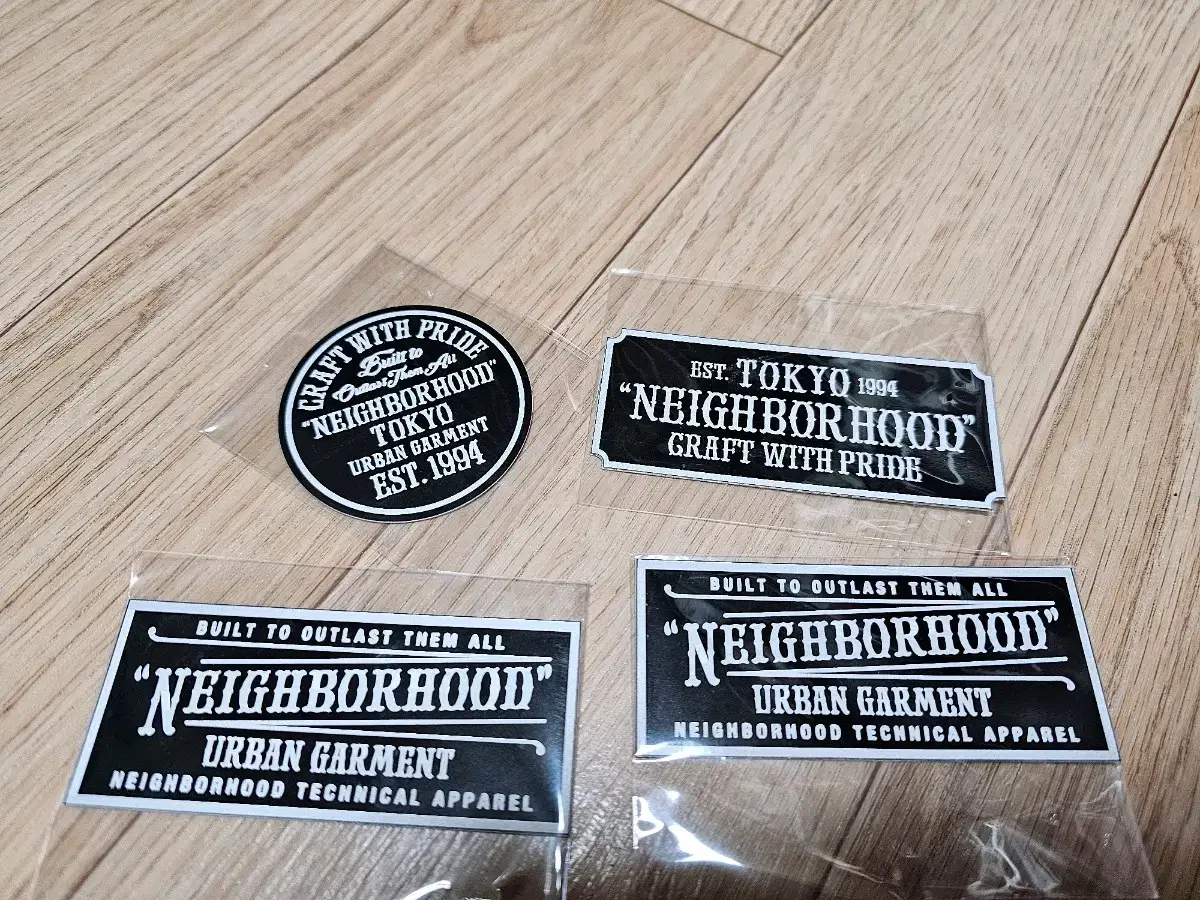 CRAFT WITH PRIDE
Built to
Outlast Them All
"NEIGHBORHOOD"
TOKYO
URBAN GARMENT
EST. 1994
EST. TOKYO 1994
"NEIGHBORHOOD"
CRAFT WITH PRIDE
BUILT TO OUTLAST THEM ALL
"NEIGHBORHOOD"
URBAN GARMENT
NEIGHBORHOOD TECHNICAL APPAREL
BUILT TO OUTLAST THEM ALL
"NEIGHBORHOOD"
URBAN GARMENT
NEIGHBORHOOD TECHNICAL APPAREL